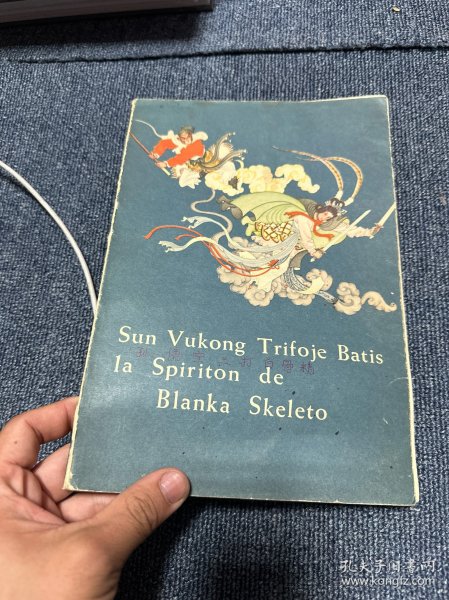 Sun Vukong Trifoje Batis
la Spiriton de
Blanka Skeleto
孔夫子旧书网
www.kongfz.com